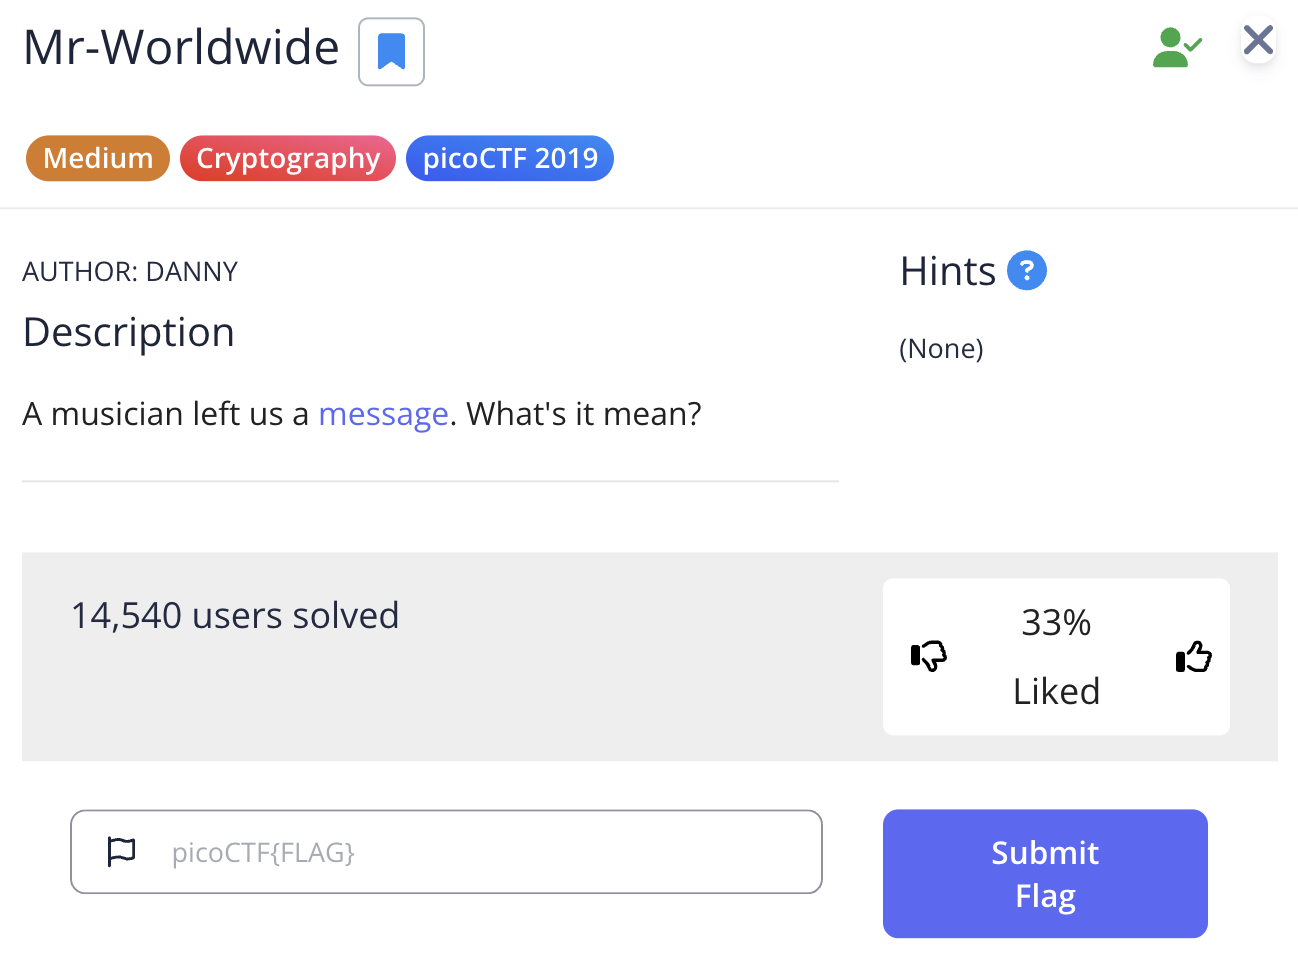 Mr-Worldwide
Medium Cryptography picoCTF 2019
AUTHOR: DANNY
Description
A musician left us a message. What's it mean?
Hints ?
(None)
14,540 users solved
33%
Liked
picoCTF{FLAG}
Submit
Flag